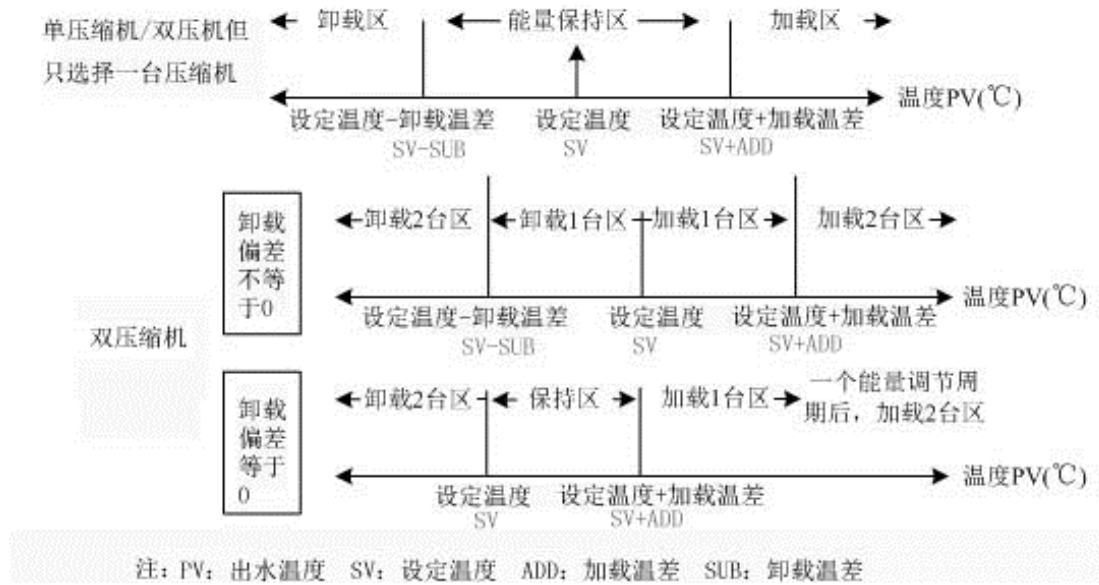 单压缩机/双压机但
只选择一台压缩机
卸载区 能量保持区 加载区
温度PV(℃)
设定温度-卸载温差 设定温度 设定温度+加载温差
SV-SUB SV SV+ADD
双压缩机
卸载
偏差
不等
于0
卸载2台区 卸载1台区 加载1台区 加载2台区
温度PV(℃)
设定温度-卸载温差 设定温度 设定温度+加载温差
SV-SUB SV SV+ADD
卸载
偏差
等于
0
卸载2台区 保持区 加载1台区
一个能量调节周
期后，加载2台区
温度PV(℃)
设定温度 设定温度+加载温差
SV SV+ADD
注：PV：出水温度 SV：设定温度 ADD：加载温差 SUB：卸载温差